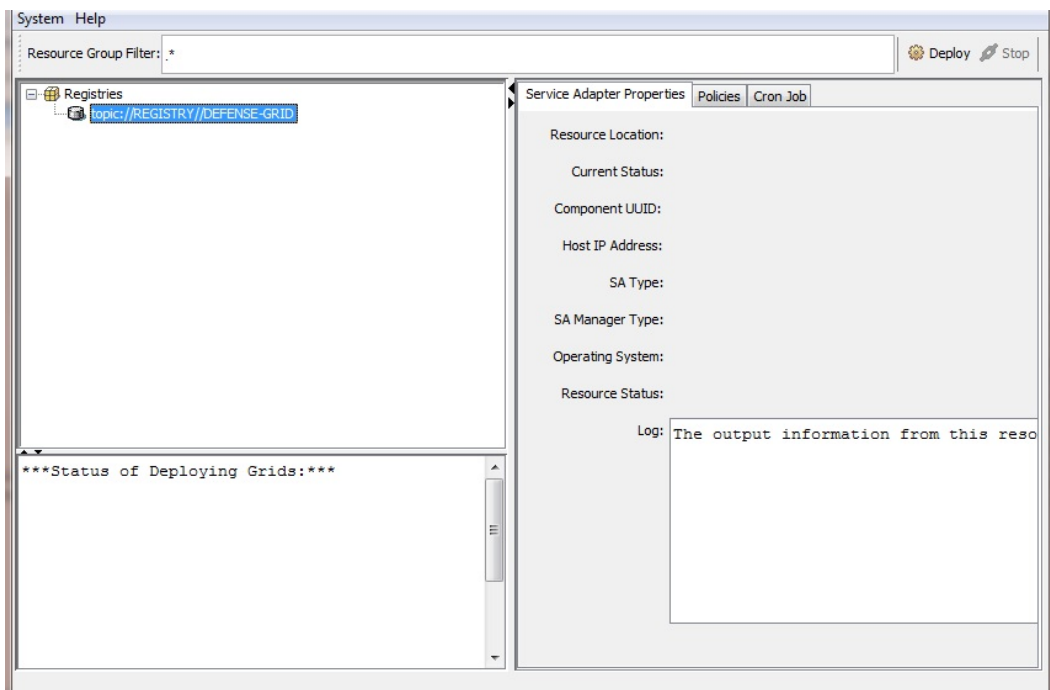 System Help
Resource Group Filter: .* Deploy Stop
Registries
topic://REGISTRY//DEFENSE-GRID
***Status of Deploying Grids:***
Service Adapter Properties Policies Cron Job
Resource Location:
Current Status:
Component UUID:
Host IP Address:
SA Type:
SA Manager Type:
Operating System:
Resource Status:
Log: The output information from this reso